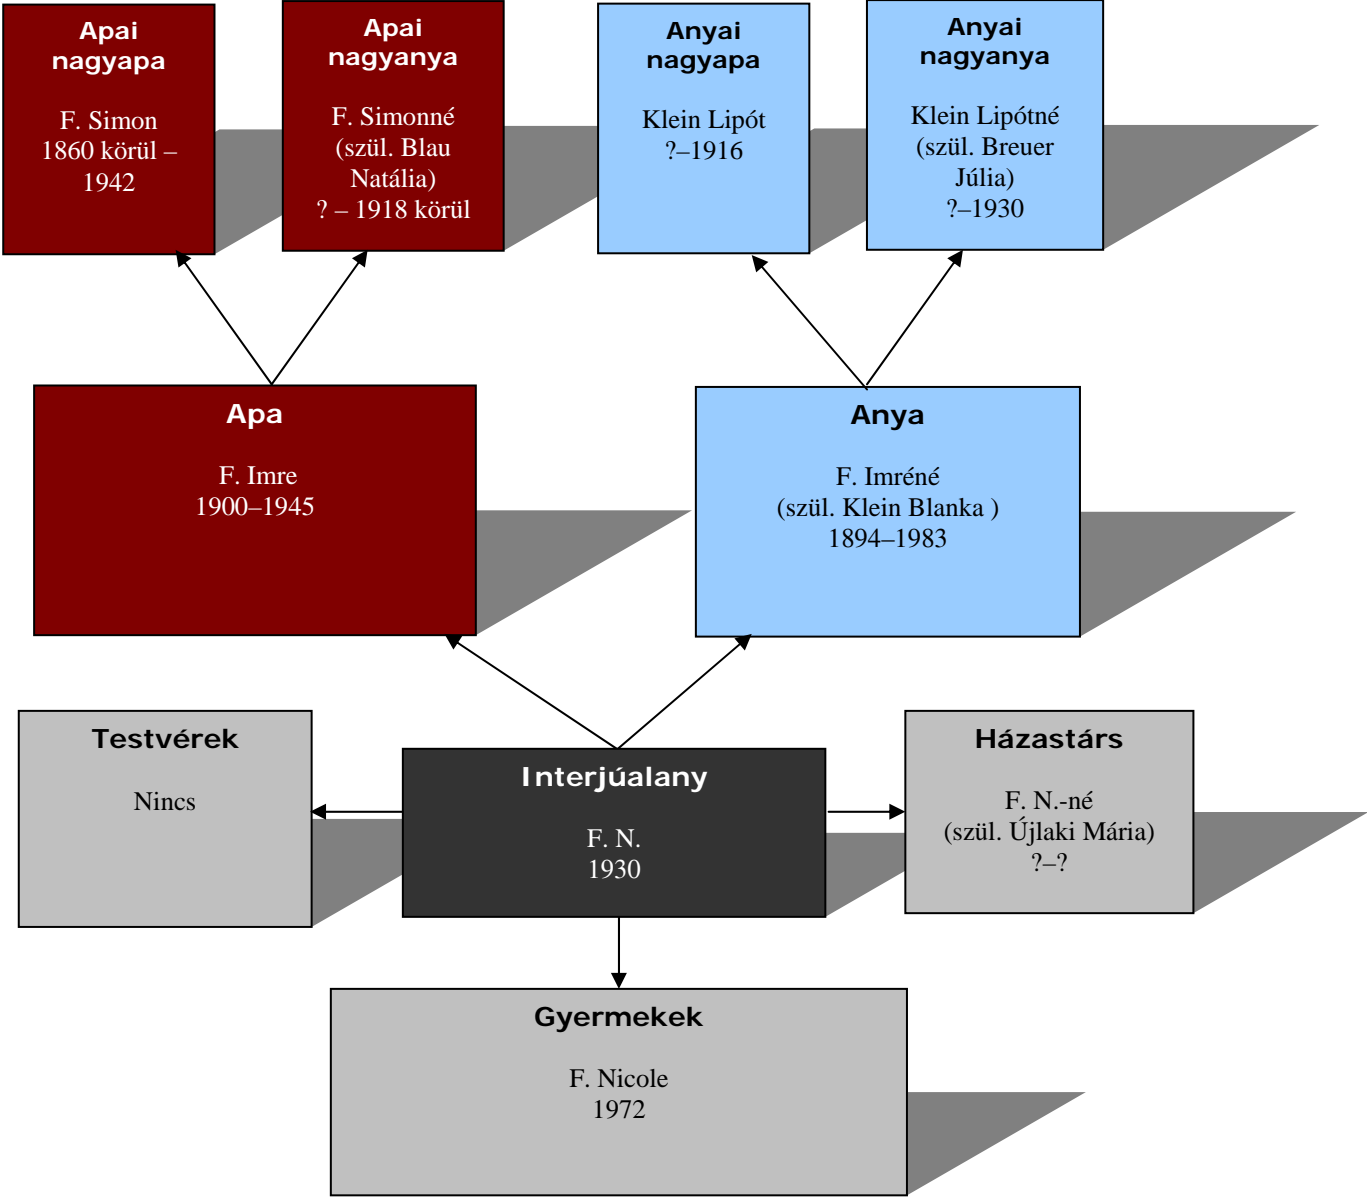 Apai
nagyapa
F. Simon
1860 körül –
1942
Apai
nagyanya
F. Simonné
(szül. Blau
Natália)
? – 1918 körül
Anyai
nagyapa
Klein Lipót
?–1916
Anyai
nagyanya
Klein Lipótné
(szül. Breuer
Júlia)
?–1930
Apa
F. Imre
1900–1945
Anya
F. Imréné
(szül. Klein Blanka )
1894–1983
Testvérek
Nincs
Interjúalany
F. N.
1930
Házastárs
F. N.-né
(szül. Újlaki Mária)
?–?
Gyermekek
F. Nicole
1972